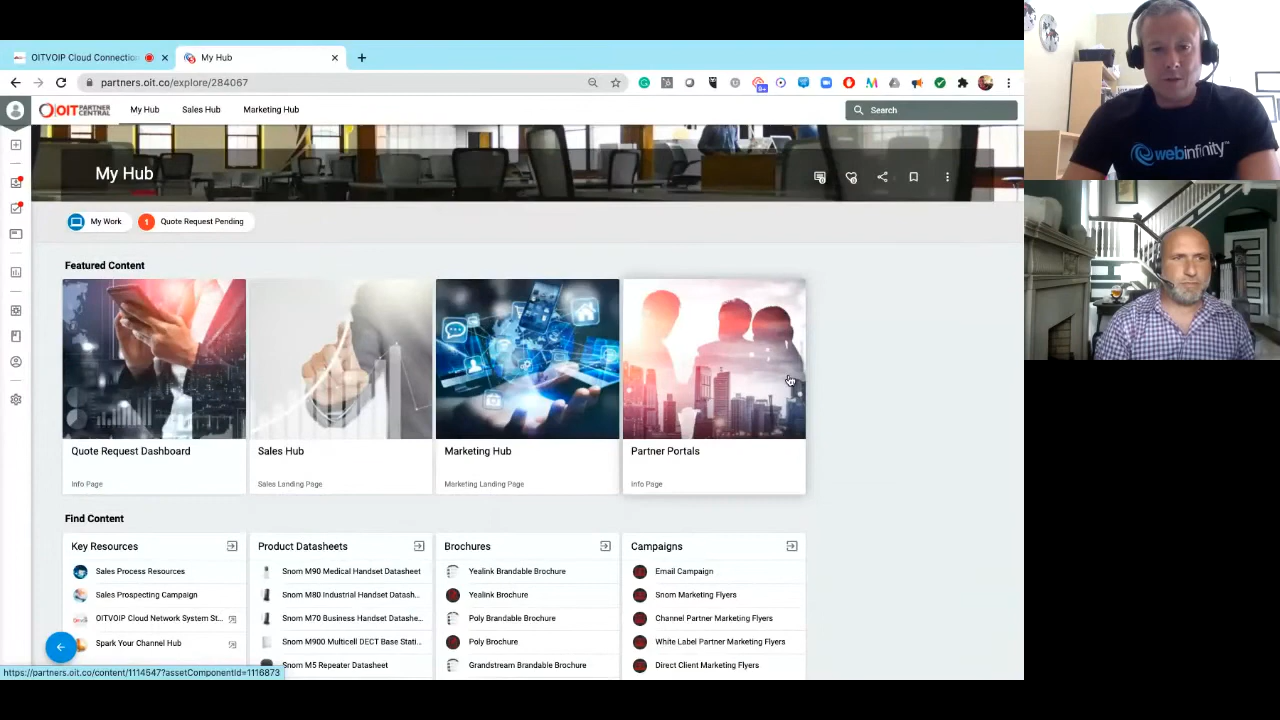 OITVOIP Cloud Connection
My Hub
partners.oit.co/explore/284067
OIT PARTNER CENTRAL
My Hub
Sales Hub
Marketing Hub
Search
webinfinity™
My Hub
My Work
1
Quote Request Pending
Featured Content
Quote Request Dashboard
Info Page
Sales Hub
Sales Landing Page
Marketing Hub
Marketing Landing Page
Partner Portals
Info Page
Find Content
Key Resources
Sales Process Resources
Sales Prospecting Campaign
OITVOIP Cloud Network System St...
Spark Your Channel Hub
Product Datasheets
Snom M90 Medical Handset Datasheet
Snom M80 Industrial Handset Datash...
Snom M70 Business Handset Datashe...
Snom M900 Multicell DECT Base Stati...
Snom M5 Repeater Datasheet
Brochures
Yealink Brandable Brochure
Yealink Brochure
Poly Brandable Brochure
Poly Brochure
Grandstream Brandable Brochure
Campaigns
Email Campaign
Snom Marketing Flyers
Channel Partner Marketing Flyers
White Label Partner Marketing Flyers
Direct Client Marketing Flyers
https://partners.oit.co/content/1114547?assetComponentId=1116873